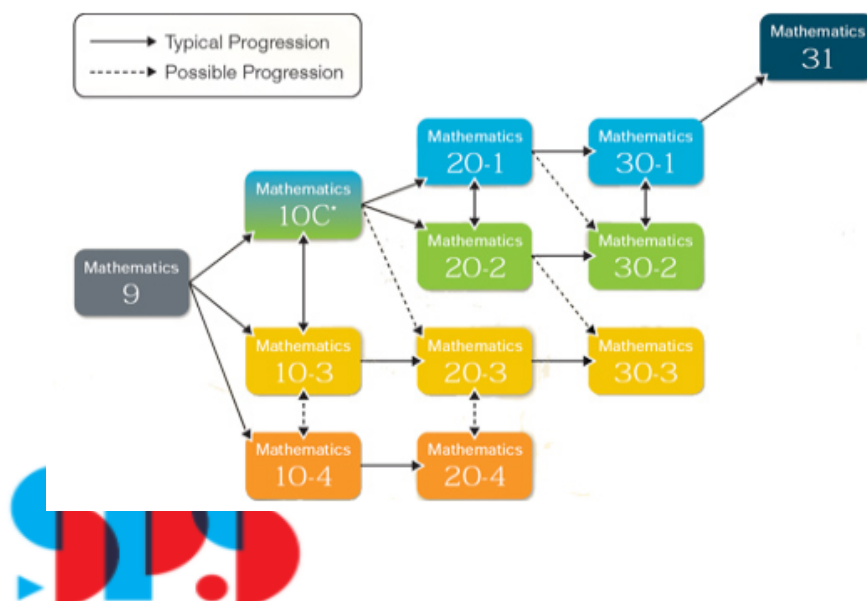 Typical Progression
Possible Progression
Mathematics
31
Mathematics
20-1
Mathematics
30-1
Mathematics
10C*
Mathematics
20-2
Mathematics
30-2
Mathematics
9
Mathematics
10-3
Mathematics
20-3
Mathematics
30-3
Mathematics
10-4
Mathematics
20-4